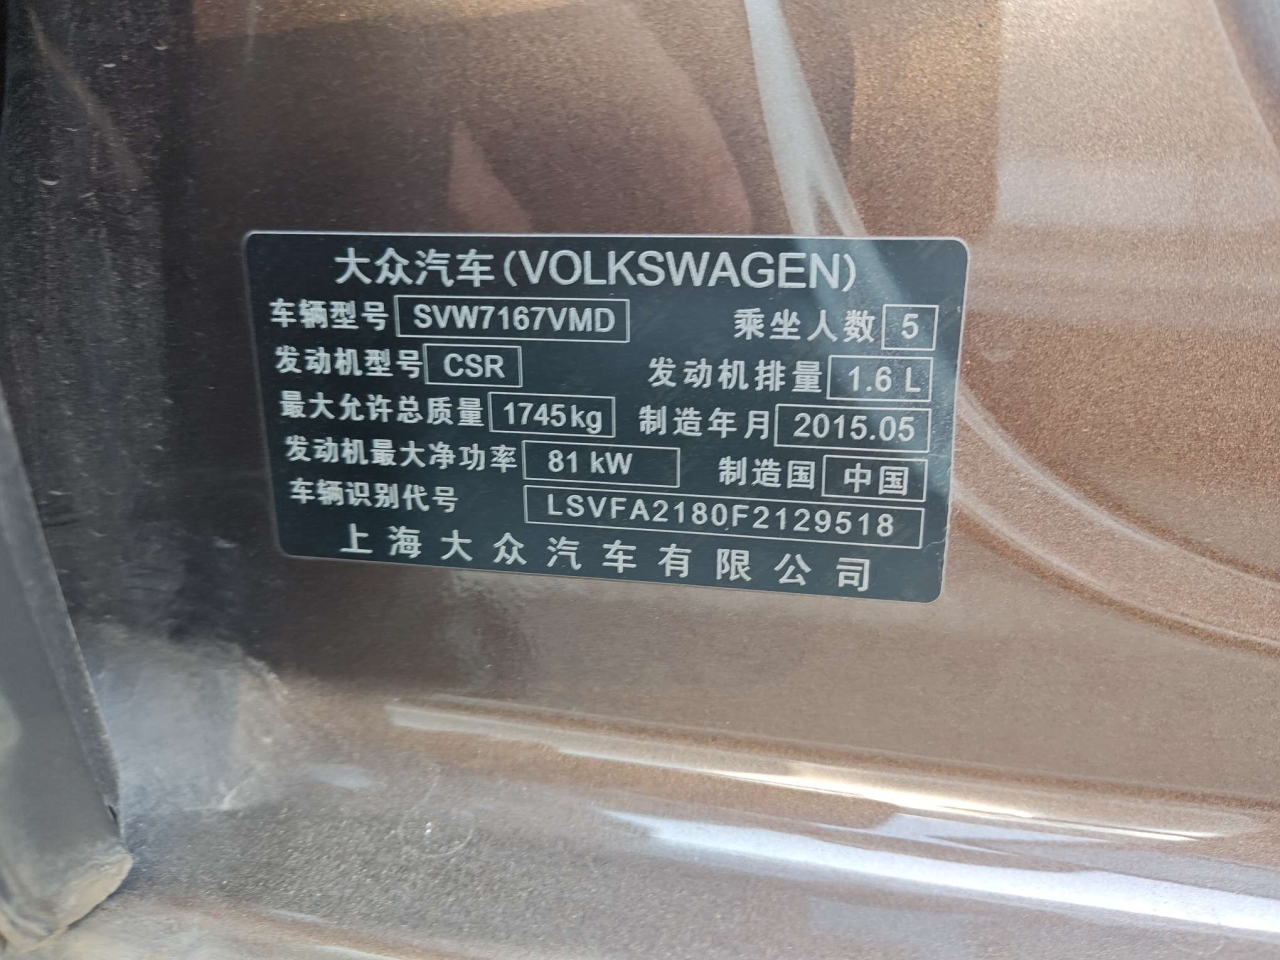 大众汽车(VOLKSWAGEN)
车辆型号 SVW7167VMD 乘坐人数 5
发动机型号 CSR 发动机排量 1.6 L
最大允许总质量 1745kg 制造年月 2015.05
发动机最大净功率 81 kW 制造国 中国
车辆识别代号 LSVFA2180F2129518
上海大众汽车有限公司